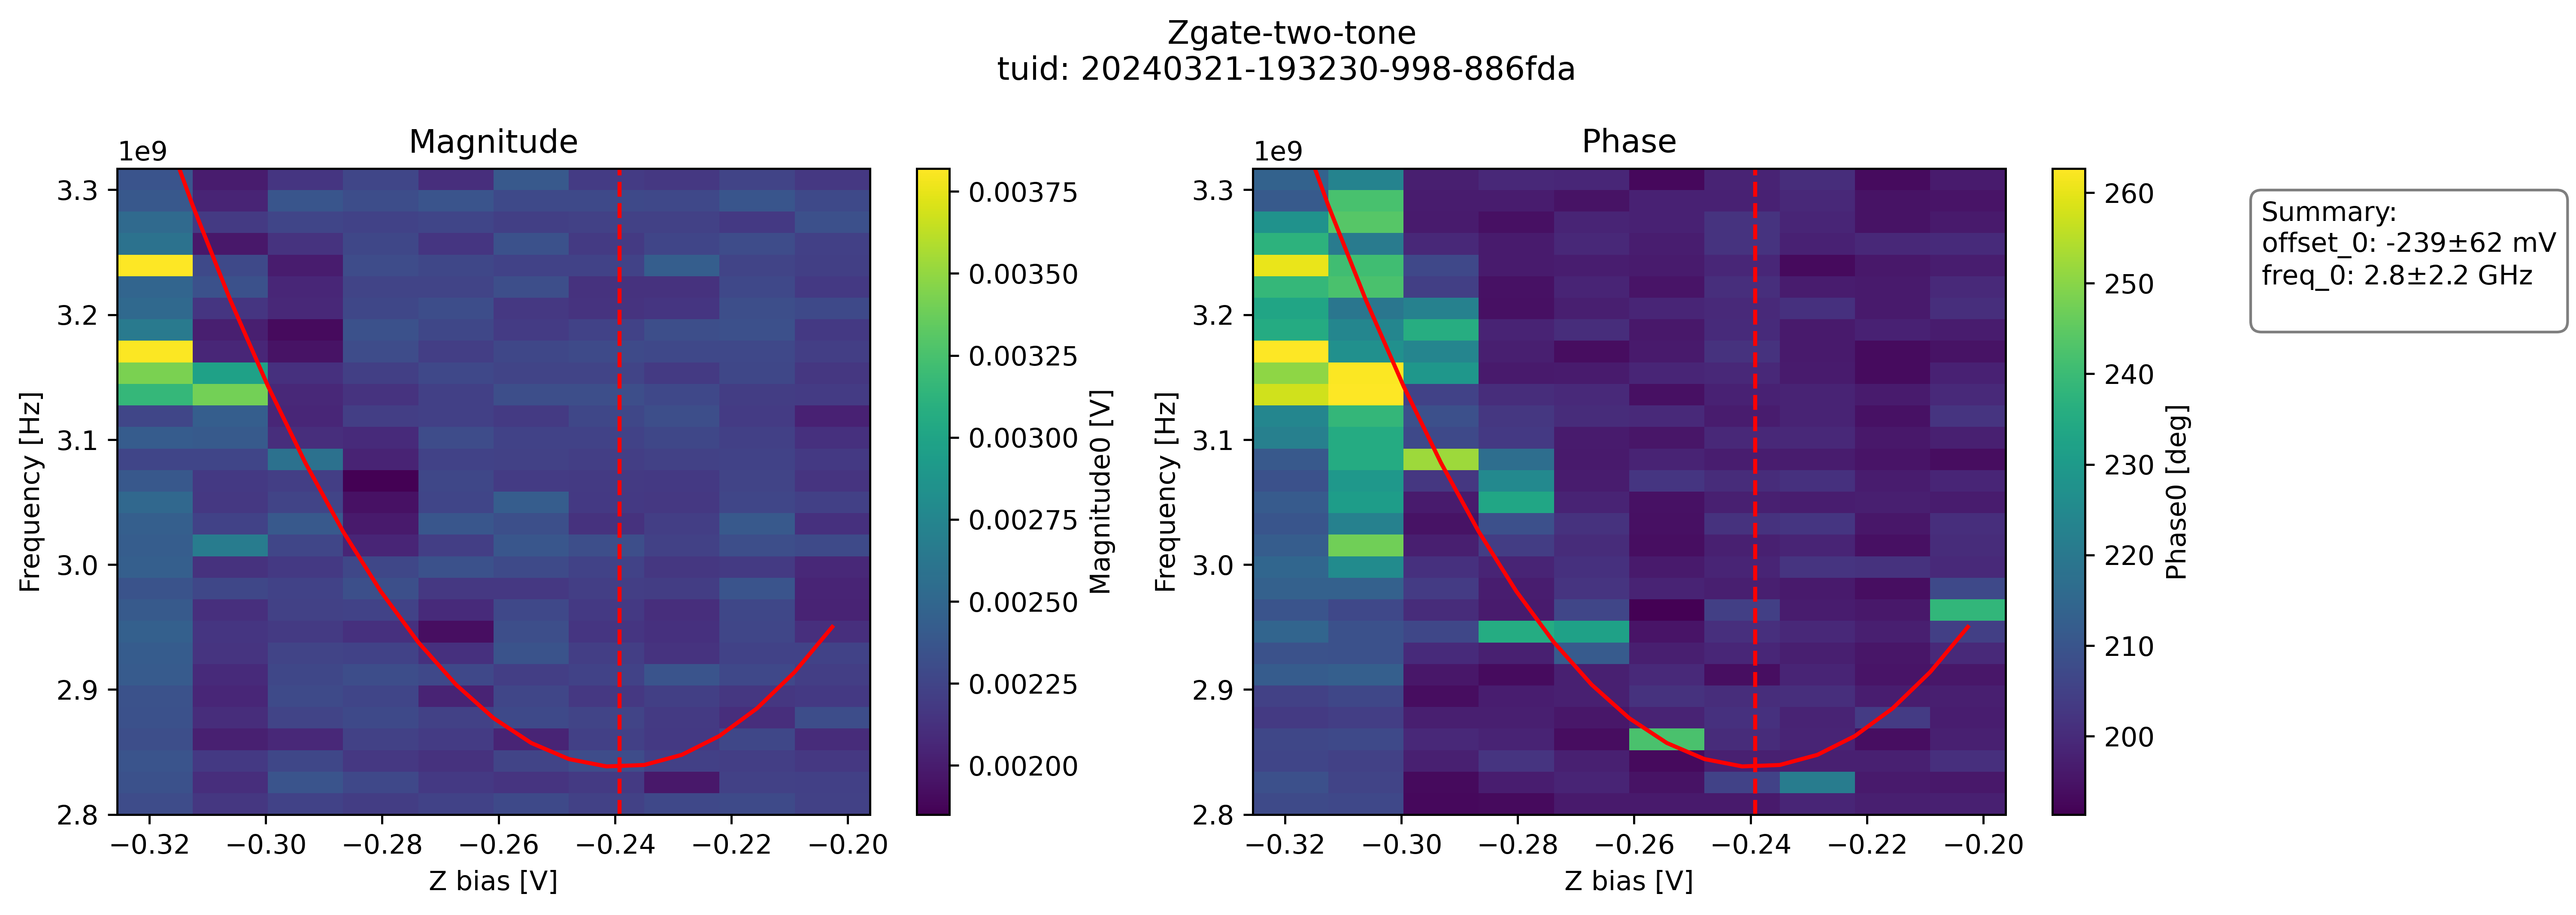 Zgate-two-tone
tuid: 20240321-193230-998-886fda
Magnitude
1e9
3.3
3.2
3.1
3.0
2.9
2.8
Frequency [Hz]
−0.32
−0.30
−0.28
−0.26
−0.24
−0.22
−0.20
Z bias [V]
0.00375
0.00350
0.00325
0.00300
0.00275
0.00250
0.00225
0.00200
Magnitude0 [V]
Phase
1e9
3.3
3.2
3.1
3.0
2.9
2.8
Frequency [Hz]
−0.32
−0.30
−0.28
−0.26
−0.24
−0.22
−0.20
Z bias [V]
260
250
240
230
220
210
200
Phase0 [deg]
Summary:
offset_0: -239±62 mV
freq_0: 2.8±2.2 GHz